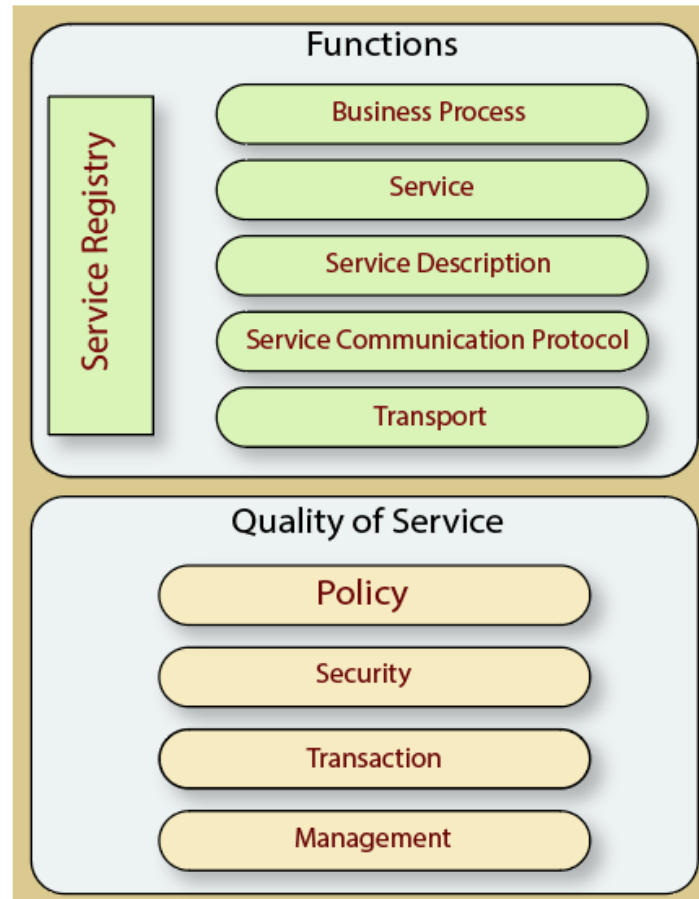 Functions
Service Registry
Business Process
Service
Service Description
Service Communication Protocol
Transport
Quality of Service
Policy
Security
Transaction
Management